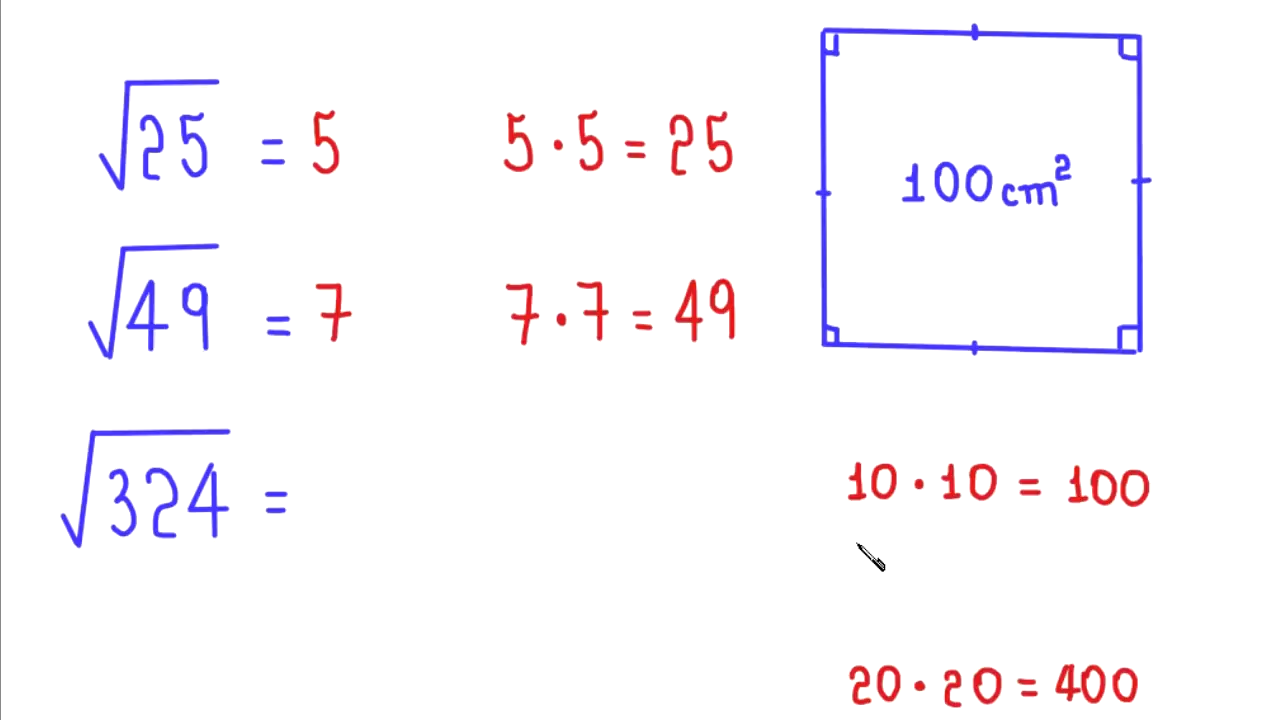 √25 = 5
5 · 5 = 25
√49 = 7
7 · 7 = 49
√324 =
100 cm²
10 · 10 = 100
20 · 20 = 400